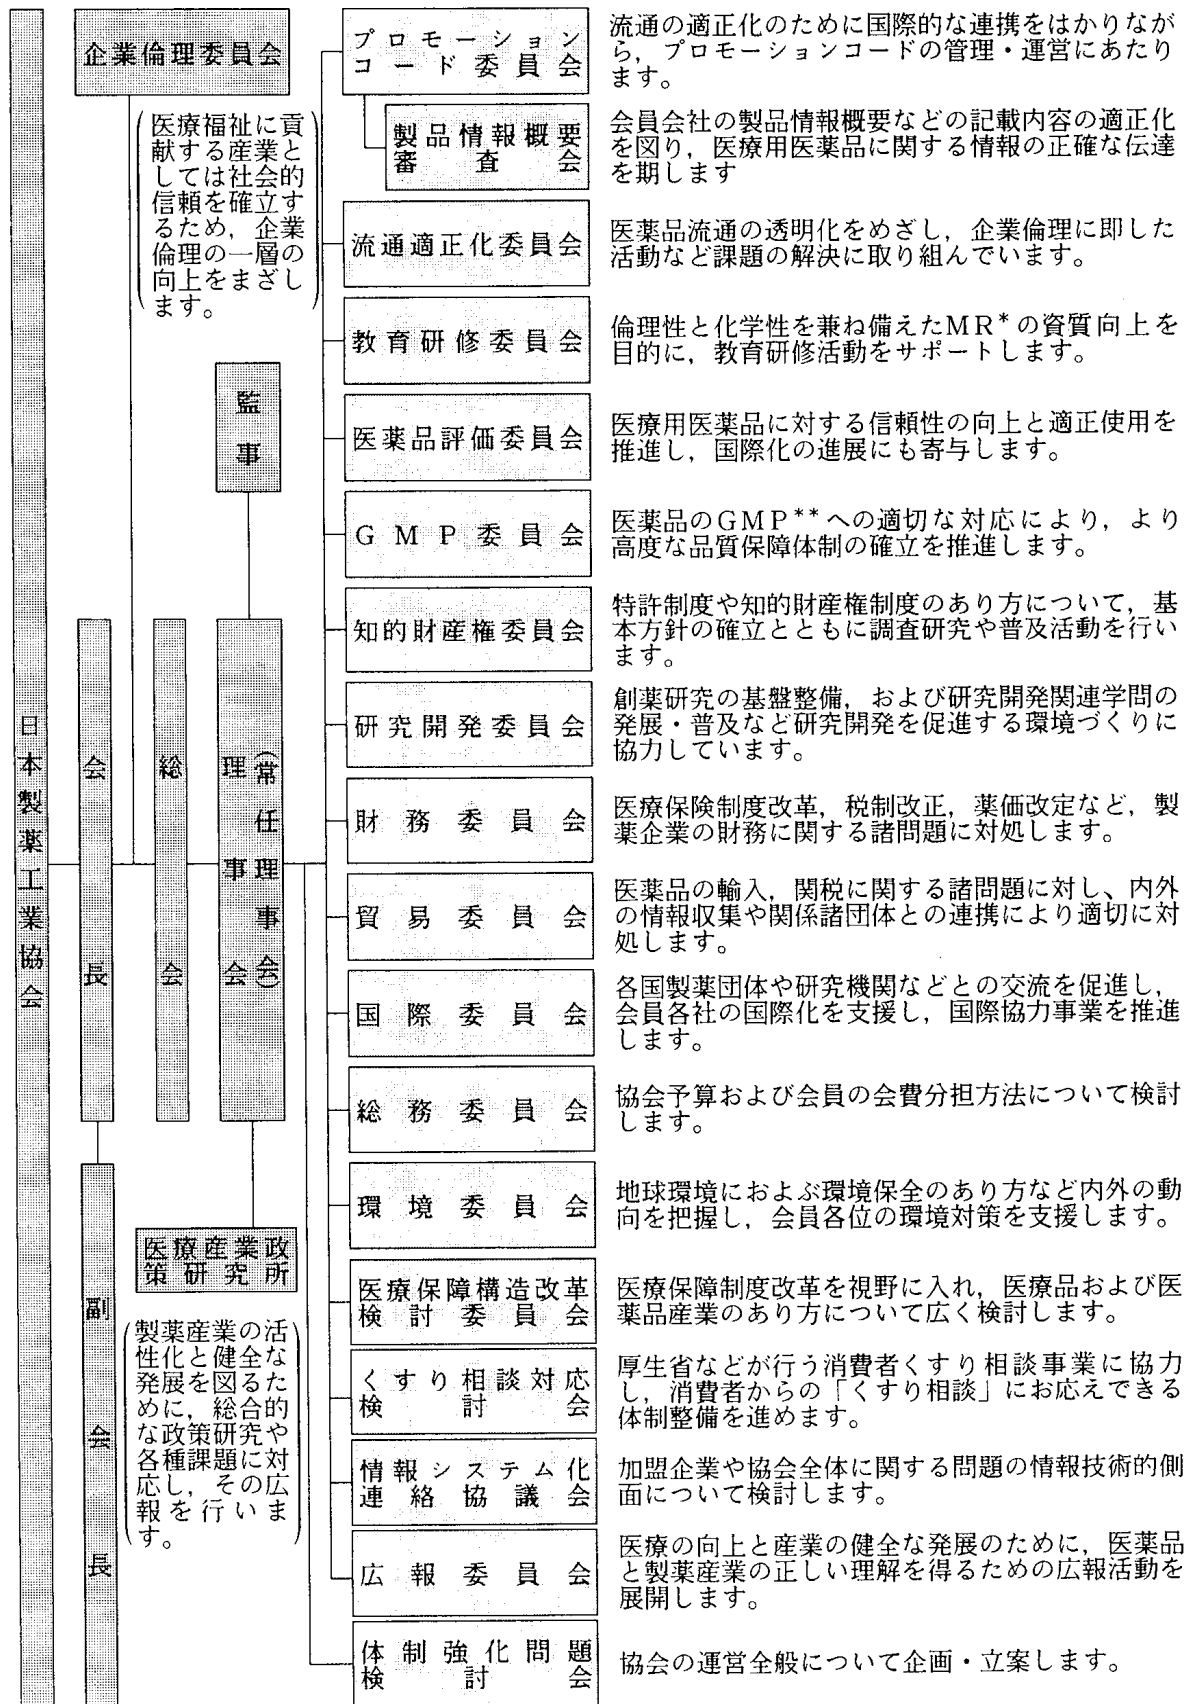 日本製薬工業協会
企業倫理委員会
医療福祉に貢
献する産業と
しては社会的
信頼を確立す
るため，企業
倫理の一層の
向上をまざし
ます。
監事
会長
副会長
総会
理事会
（常任理事会）
医療産業政
策研究所
製薬産業の活
性化と健全な
発展を図るた
めに，総合的
な政策研究や
各種課題に対
応し，その広
報を行いま
す。
プロモーション
コード委員会
流通の適正化のために国際的な連携をはかりなが
ら，プロモーションコードの管理・運営にあたり
ます。
製品情報概要
審査会
会員会社の製品情報概要などの記載内容の適正化
を図り，医療用医薬品に関する情報の正確な伝達
を期します
流通適正化委員会
医薬品流通の透明化をめざし，企業倫理に即した
活動など課題の解決に取り組んでいます。
教育研修委員会
倫理性と化学性を兼ね備えたMR*の資質向上を
目的に，教育研修活動をサポートします。
医薬品評価委員会
医療用医薬品に対する信頼性の向上と適正使用を
推進し，国際化の進展にも寄与します。
GMP委員会
医薬品のGMP**への適切な対応により，より
高度な品質保障体制の確立を推進します。
知的財産権委員会
特許制度や知的財産権制度のあり方について，基
本方針の確立とともに調査研究や普及活動を行い
ます。
研究開発委員会
創薬研究の基盤整備，および研究開発関連学問の
発展・普及など研究開発を促進する環境づくりに
協力しています。
財務委員会
医療保険制度改革，税制改正，薬価改定など，製
薬企業の財務に関する諸問題に対処します。
貿易委員会
医薬品の輸入，関税に関する諸問題に対し、内外
の情報収集や関係諸団体との連携により適切に対
処します。
国際委員会
各国製薬団体や研究機関などとの交流を促進し，
会員各社の国際化を支援し，国際協力事業を推進
します。
総務委員会
協会予算および会員の会費分担方法について検討
します。
環境委員会
地球環境におよぶ環境保全のあり方など内外の動
向を把握し，会員各位の環境対策を支援します。
医療保障構造改革
検討委員会
医療保障制度改革を視野に入れ，医療品および医
薬品産業のあり方について広く検討します。
くすり相談対応
検討会
厚生省などが行う消費者くすり相談事業に協力
し，消費者からの「くすり相談」にお応えできる
体制整備を進めます。
情報システム化
連絡協議会
加盟企業や協会全体に関する問題の情報技術的側
面について検討します。
広報委員会
医療の向上と産業の健全な発展のために，医薬品
と製薬産業の正しい理解を得るための広報活動を
展開します。
体制強化問題
検討会
協会の運営全般について企画・立案します。